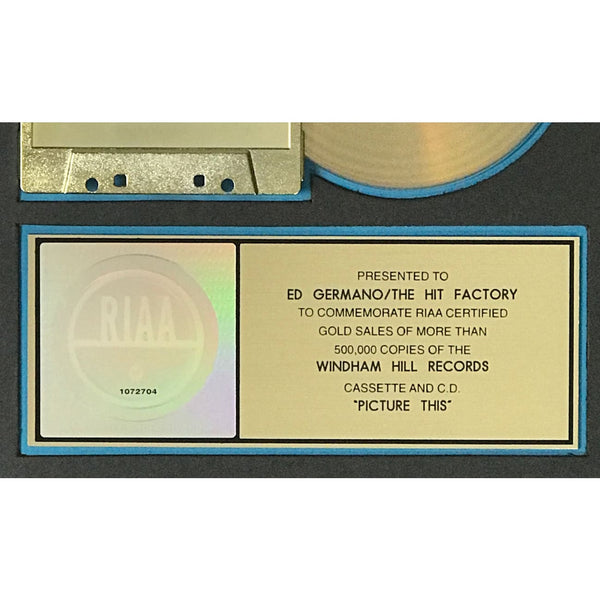 RIAA
1072704
PRESENTED TO
ED GERMANO/THE HIT FACTORY
TO COMMEMORATE RIAA CERTIFIED
GOLD SALES OF MORE THAN
500,000 COPIES OF THE
WINDHAM HILL RECORDS
CASSETTE AND C.D.
"PICTURE THIS"